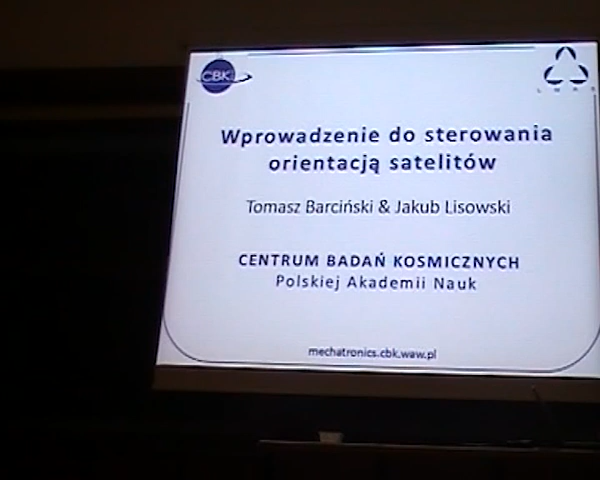 CBK
Wprowadzenie do sterowania
orientacją satelitów
Tomasz Barciński & Jakub Lisowski
CENTRUM BADAŃ KOSMICZNYCH
Polskiej Akademii Nauk
mechatronics.cbk.waw.pl